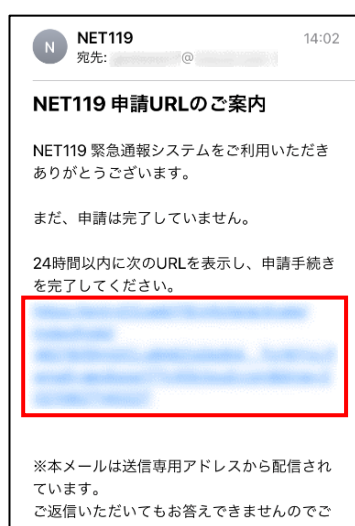 N
NET119
14:02
宛先:
@
NET119 申請URLのご案内
NET119 緊急通報システムをご利用いただき
ありがとうございます。
まだ、申請は完了していません。
24時間以内に次のURLを表示し、申請手続き
を完了してください。
※本メールは送信専用アドレスから配信され
ています。
ご返信いただいてもお答えできませんのでご